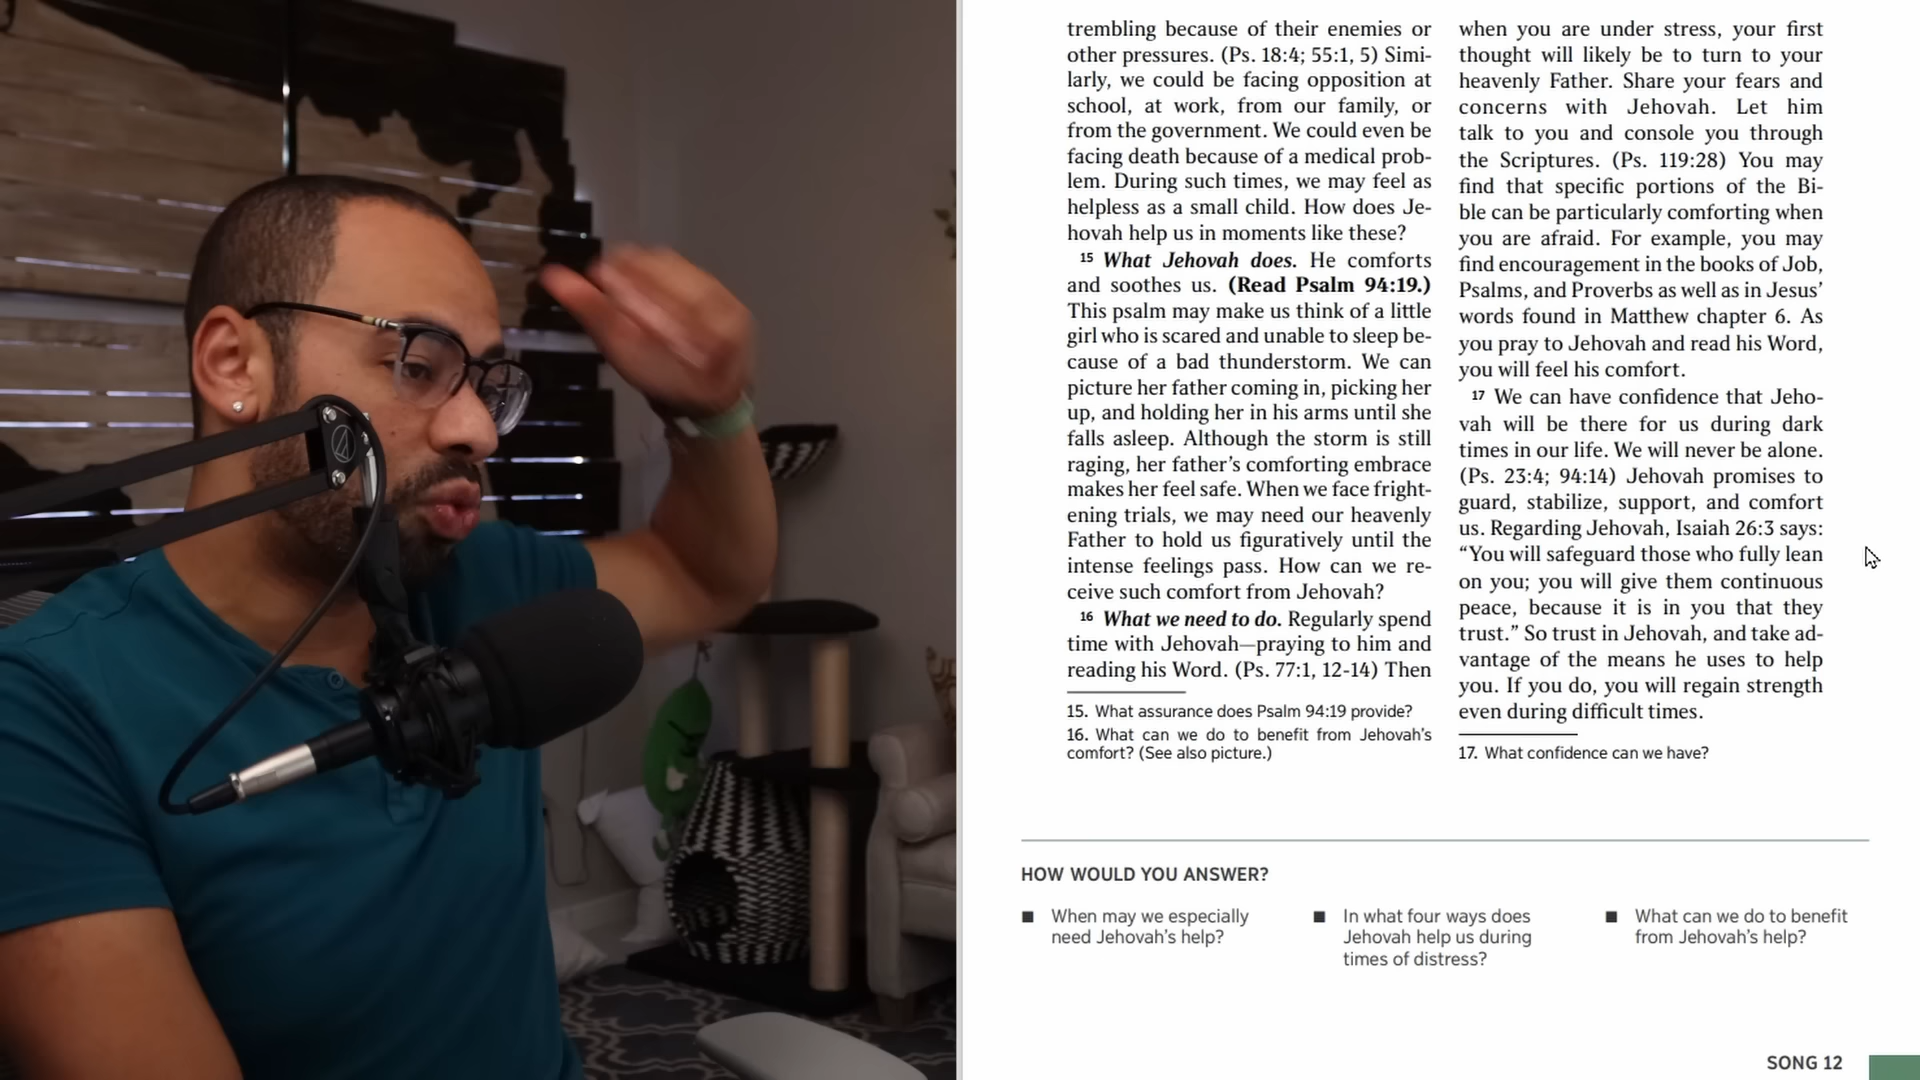 trembling because of their enemies or
other pressures. (Ps. 18:4; 55:1, 5) Simi-
larly, we could be facing opposition at
school, at work, from our family, or
from the government. We could even be
facing death because of a medical prob-
lem. During such times, we may feel as
helpless as a small child. How does Je-
hovah help us in moments like these?
15 What Jehovah does. He comforts
and soothes us. (Read Psalm 94:19.)
This psalm may make us think of a little
girl who is scared and unable to sleep be-
cause of a bad thunderstorm. We can
picture her father coming in, picking her
up, and holding her in his arms until she
falls asleep. Although the storm is still
raging, her father’s comforting embrace
makes her feel safe. When we face fright-
ening trials, we may need our heavenly
Father to hold us figuratively until the
intense feelings pass. How can we re-
ceive such comfort from Jehovah?
16 What we need to do. Regularly spend
time with Jehovah—praying to him and
reading his Word. (Ps. 77:1, 12-14) Then
15. What assurance does Psalm 94:19 provide?
16. What can we do to benefit from Jehovah’s
comfort? (See also picture.)
when you are under stress, your first
thought will likely be to turn to your
heavenly Father. Share your fears and
concerns with Jehovah. Let him
talk to you and console you through
the Scriptures. (Ps. 119:28) You may
find that specific portions of the Bi-
ble can be particularly comforting when
you are afraid. For example, you may
find encouragement in the books of Job,
Psalms, and Proverbs as well as in Jesus’
words found in Matthew chapter 6. As
you pray to Jehovah and read his Word,
you will feel his comfort.
17 We can have confidence that Jeho-
vah will be there for us during dark
times in our life. We will never be alone.
(Ps. 23:4; 94:14) Jehovah promises to
guard, stabilize, support, and comfort
us. Regarding Jehovah, Isaiah 26:3 says:
“You will safeguard those who fully lean
on you; you will give them continuous
peace, because it is in you that they
trust.” So trust in Jehovah, and take ad-
vantage of the means he uses to help
you. If you do, you will regain strength
even during difficult times.
17. What confidence can we have?
HOW WOULD YOU ANSWER?
When may we especially
need Jehovah’s help?
In what four ways does
Jehovah help us during
times of distress?
What can we do to benefit
from Jehovah’s help?
SONG 12